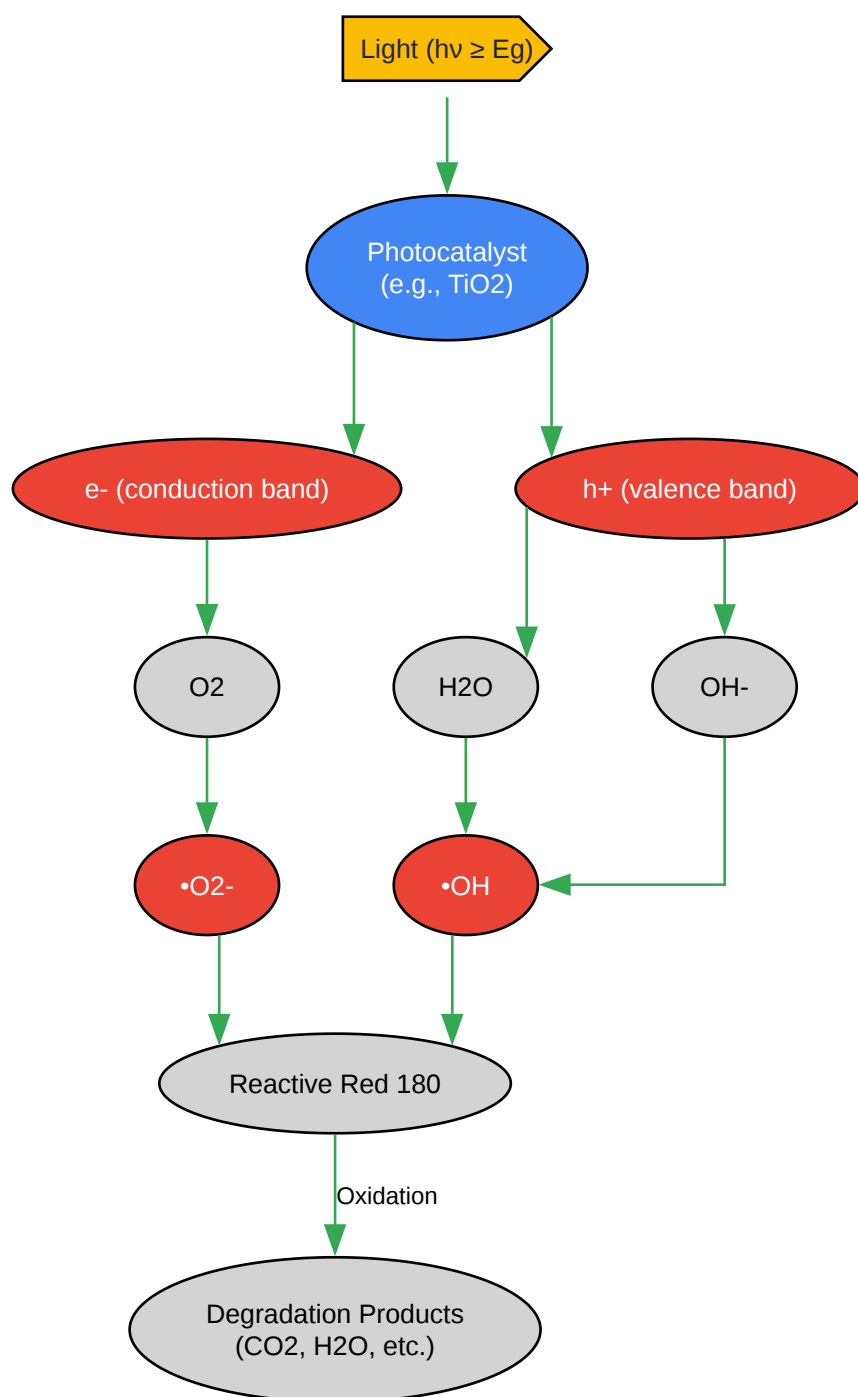 Light (hν ≥ Eg)
Photocatalyst
(e.g., TiO2)
e- (conduction band)
h+ (valence band)
O2
H2O
OH-
•O2-
•OH
Reactive Red 180
Oxidation
Degradation Products
(CO2, H2O, etc.)